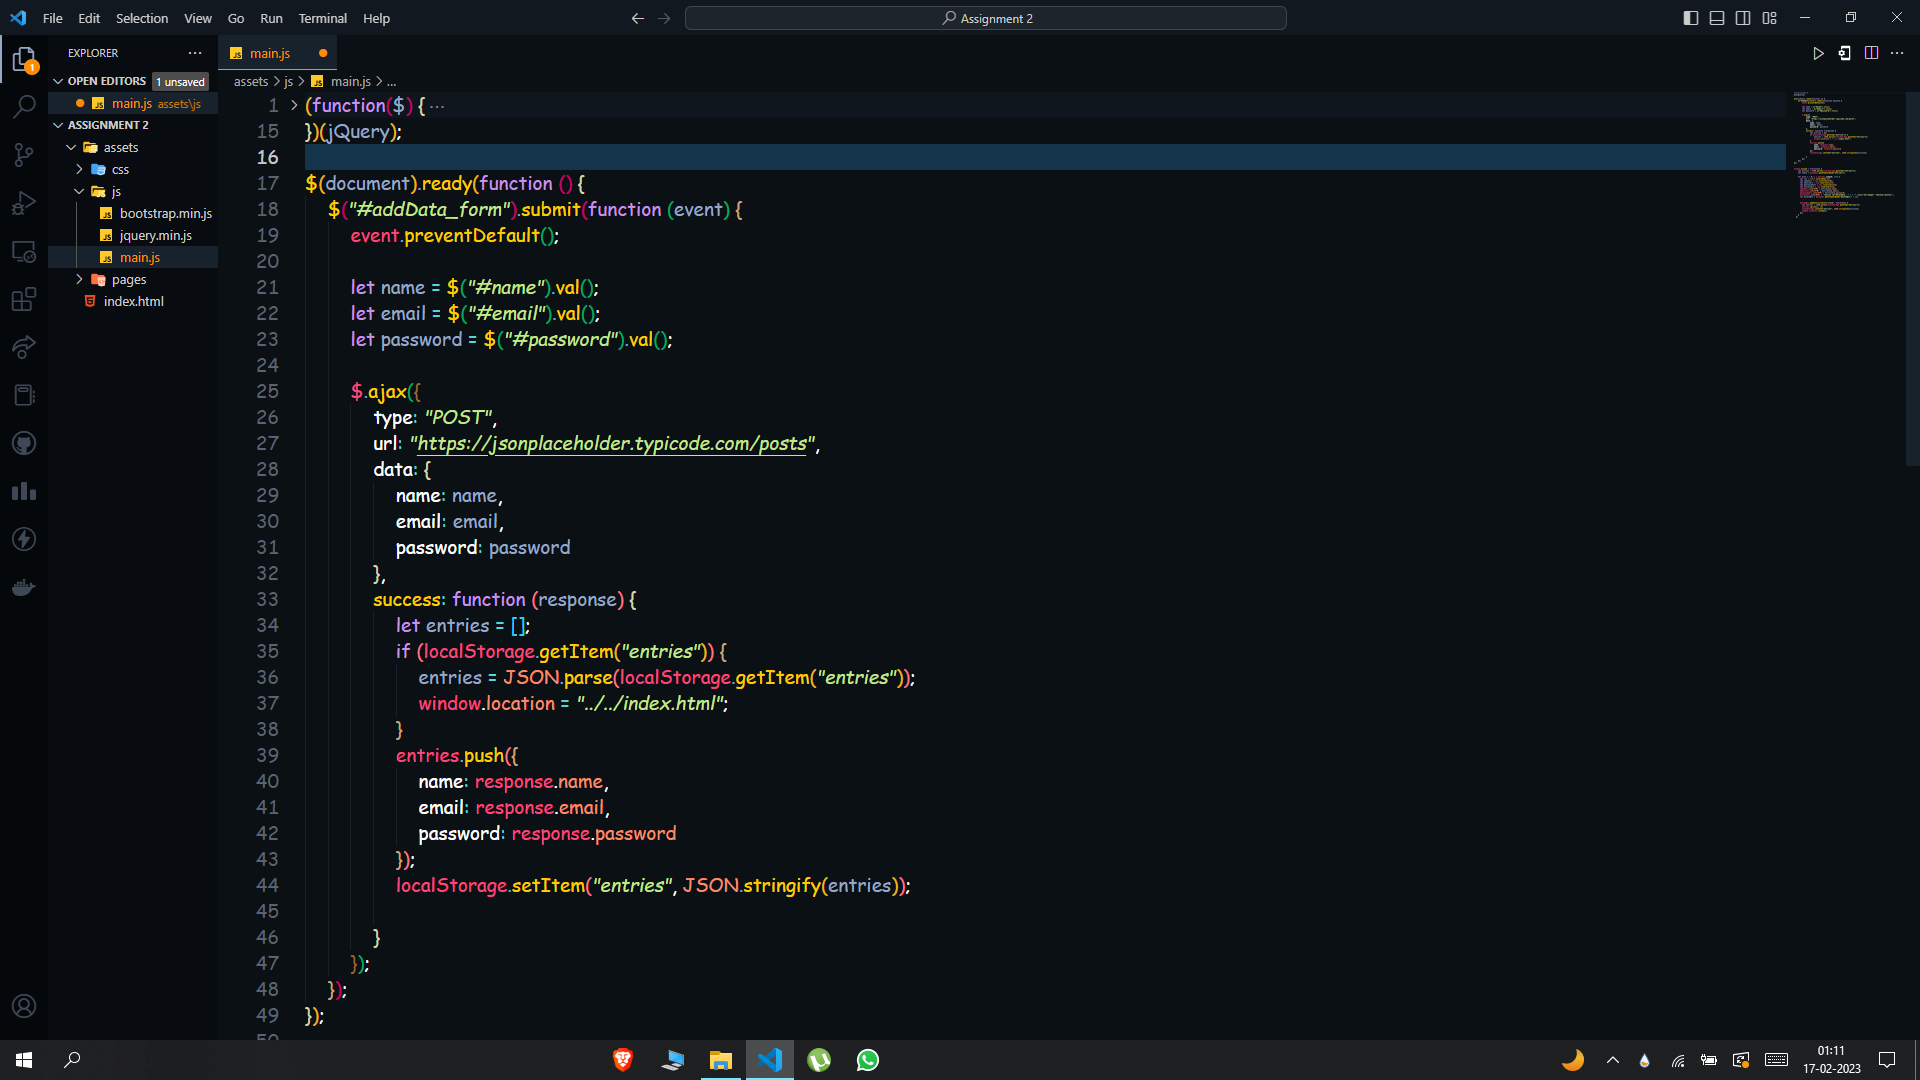 File Edit Selection View Go Run Terminal Help
Assignment 2
EXPLORER
main.js
OPEN EDITORS 1 unsaved
main.js assets\js
ASSIGNMENT 2
assets
css
js
bootstrap.min.js
jquery.min.js
main.js
pages
index.html
1
assets > js > main.js > ...
1 (function($) { ...
15 })(jQuery);
16
17 $(document).ready(function () {
18 $("#addData_form").submit(function (event) {
19 event.preventDefault();
20
21 let name = $("#name").val();
22 let email = $("#email").val();
23 let password = $("#password").val();
24
25 $.ajax({
26 type: "POST",
27 url: "https://jsonplaceholder.typicode.com/posts",
28 data: {
29 name: name,
30 email: email,
31 password: password
32 },
33 success: function (response) {
34 let entries = [];
35 if (localStorage.getItem("entries")) {
36 entries = JSON.parse(localStorage.getItem("entries"));
37 window.location = "../../index.html";
38 }
39 entries.push({
40 name: response.name,
41 email: response.email,
42 password: response.password
43 });
44 localStorage.setItem("entries", JSON.stringify(entries));
45
46 }
47 });
48 });
49 });
01:11
17-02-2023